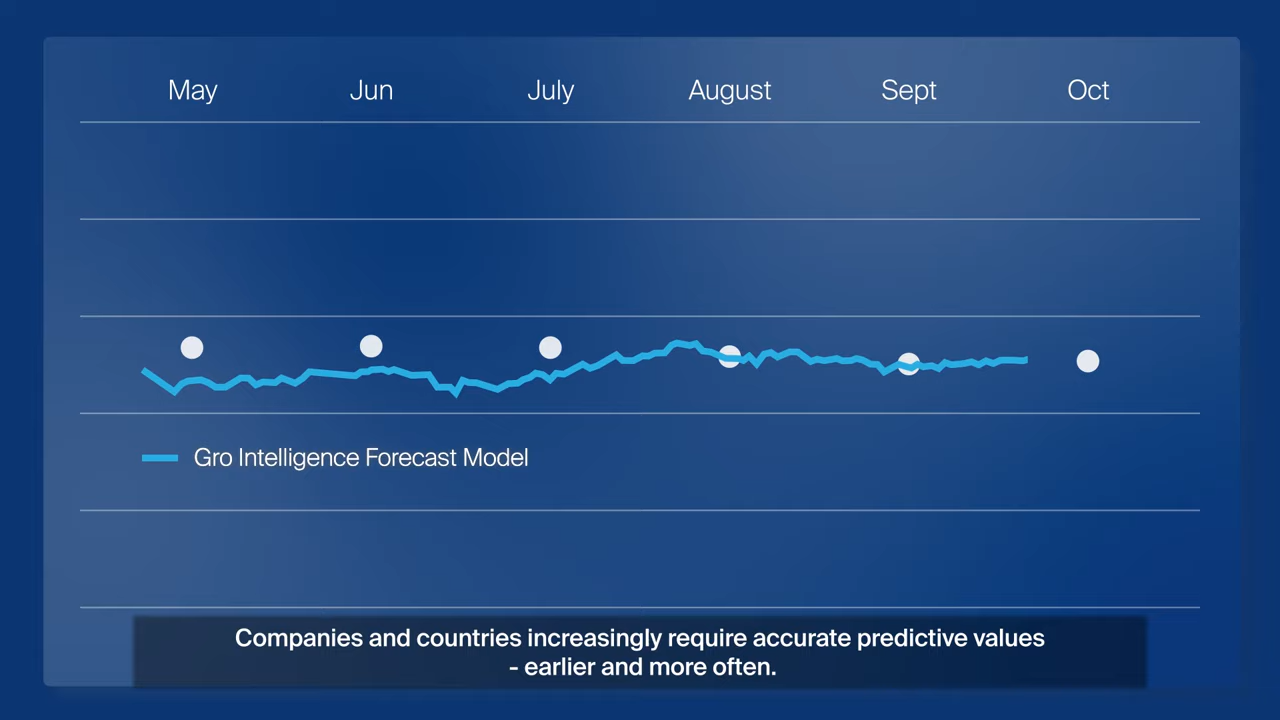 May Jun July August Sept Oct
Gro Intelligence Forecast Model
Companies and countries increasingly require accurate predictive values
- earlier and more often.